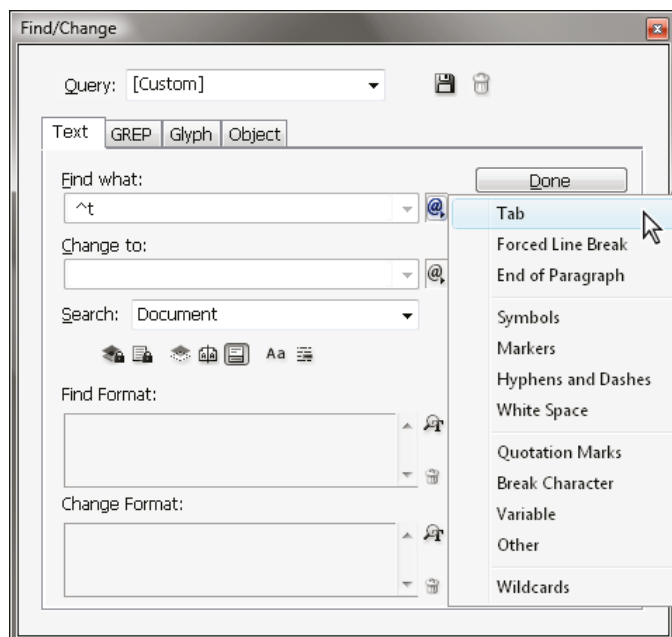 Find/Change
Query: [Custom]
Text GREP Glyph Object
Find what:
Done
^t
@
Tab
Change to:
Forced Line Break
@
End of Paragraph
Search: Document
Symbols
Markers
Aa
Hyphens and Dashes
Find Format:
White Space
T
Quotation Marks
Break Character
Change Format:
Variable
T
Other
Wildcards